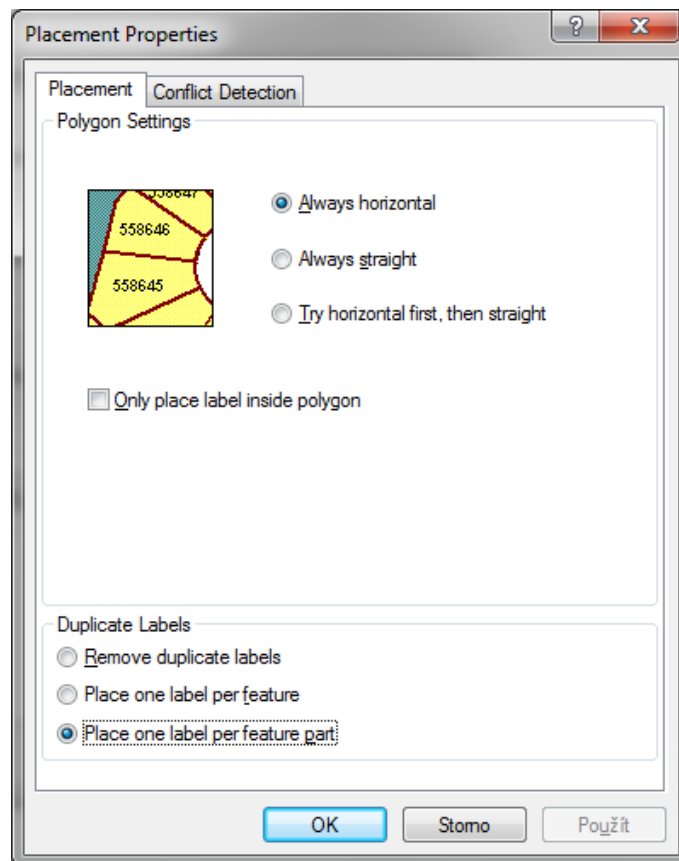 Placement Properties
?
X
Placement
Conflict Detection
Polygon Settings
558647
558646
558645
Always horizontal
Always straight
Try horizontal first, then straight
Only place label inside polygon
Duplicate Labels
Remove duplicate labels
Place one label per feature
Place one label per feature part
OK
Storno
Použít